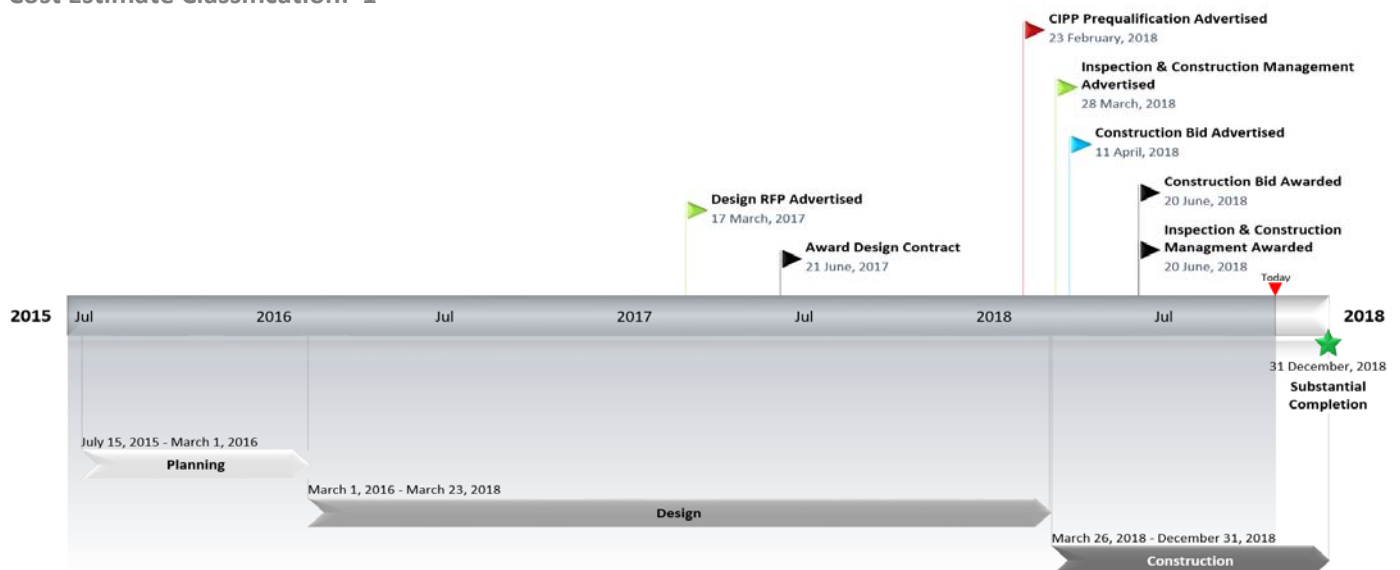 Cost Estimate Classification: 1
CIPP Prequalification Advertised
23 February, 2018
Inspection & Construction Management
Advertised
28 March, 2018
Construction Bid Advertised
11 April, 2018
Construction Bid Awarded
20 June, 2018
Design RFP Advertised
17 March, 2017
Inspection & Construction
Managment Awarded
20 June, 2018
Award Design Contract
21 June, 2017
Today
2015 Jul 2016 Jul 2017 Jul 2018 Jul 2018
31 December, 2018
Substantial
Completion
July 15, 2015 - March 1, 2016
Planning
March 1, 2016 - March 23, 2018
Design
March 26, 2018 - December 31, 2018
Construction